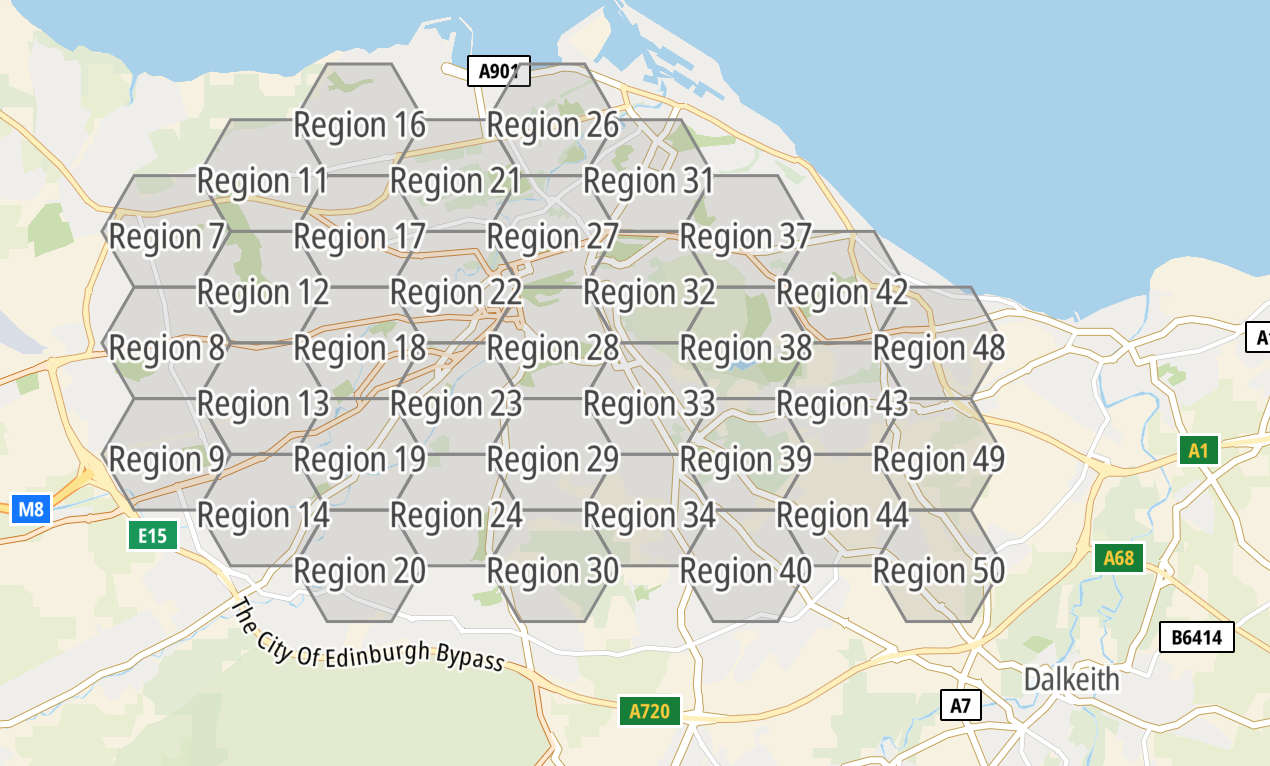 A901
Region 16
Region 26
Region 11
Region 21
Region 31
Region 7
Region 17
Region 27
Region 37
Region 12
Region 22
Region 32
Region 42
Region 8
Region 18
Region 28
Region 38
Region 48
Region 13
Region 23
Region 33
Region 43
Region 9
Region 19
Region 29
Region 39
Region 49
A1
M8
Region 14
Region 24
Region 34
Region 44
E15
A68
Region 20
Region 30
Region 40
Region 50
The City Of Edinburgh Bypass
B6414
Dalkeith
A720
A7